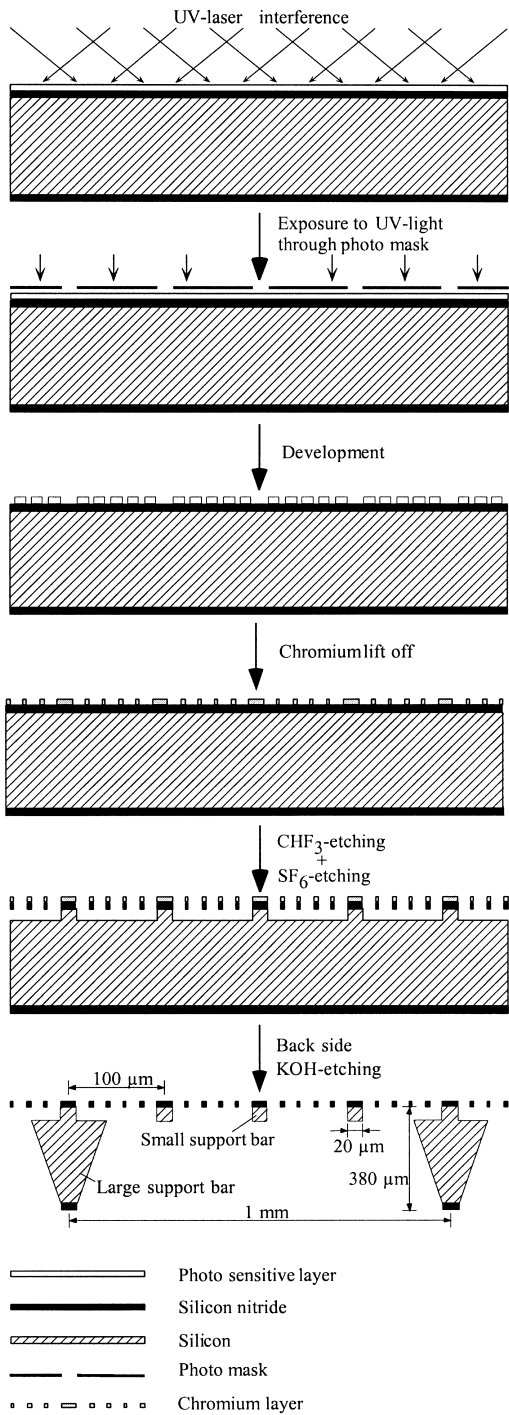 UV-laser interference
Exposure to UV-light
through photo mask
Development
Chromium lift off
CHF3-etching
+
SF6-etching
Back side
KOH-etching
100 µm
Small support bar
20 µm
380 µm
Large support bar
1 mm
Photo sensitive layer
Silicon nitride
Silicon
Photo mask
Chromium layer